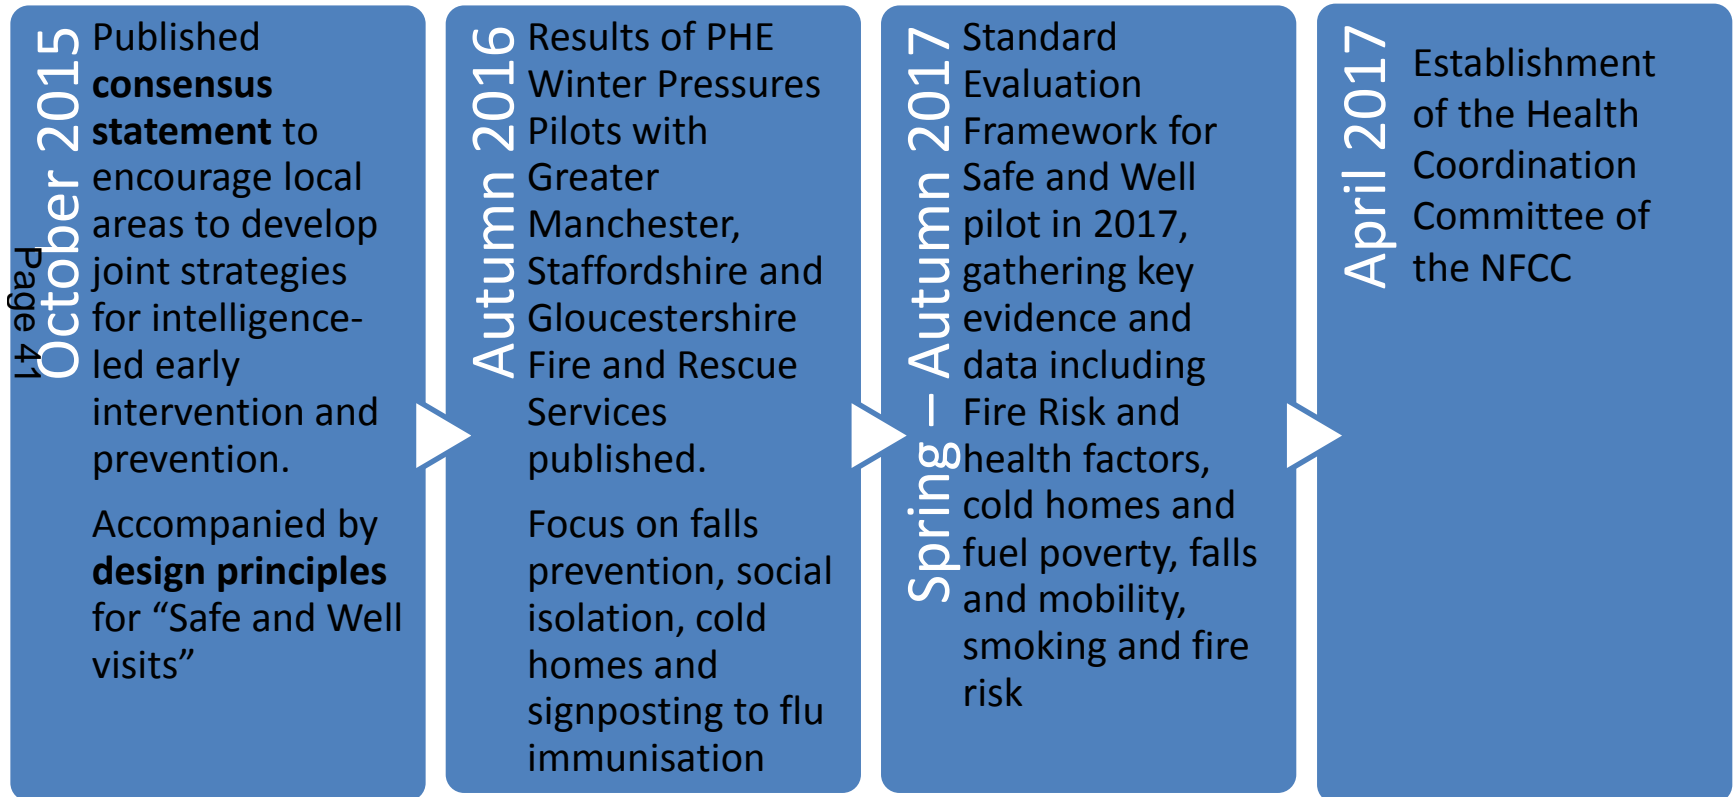 October 2015
Published
consensus
statement to
encourage local
areas to develop
joint strategies
for intelligence-
led early
intervention and
prevention.
Accompanied by
design principles
for “Safe and Well
visits”
Page 41
Autumn 2016
Results of PHE
Winter Pressures
Pilots with
Greater
Manchester,
Staffordshire and
Gloucestershire
Fire and Rescue
Services
published.
Focus on falls
prevention, social
isolation, cold
homes and
signposting to flu
immunisation
Spring – Autumn 2017
Standard
Evaluation
Framework for
Safe and Well
pilot in 2017,
gathering key
evidence and
data including
Fire Risk and
health factors,
cold homes and
fuel poverty, falls
and mobility,
smoking and fire
risk
April 2017
Establishment
of the Health
Coordination
Committee of
the NFCC